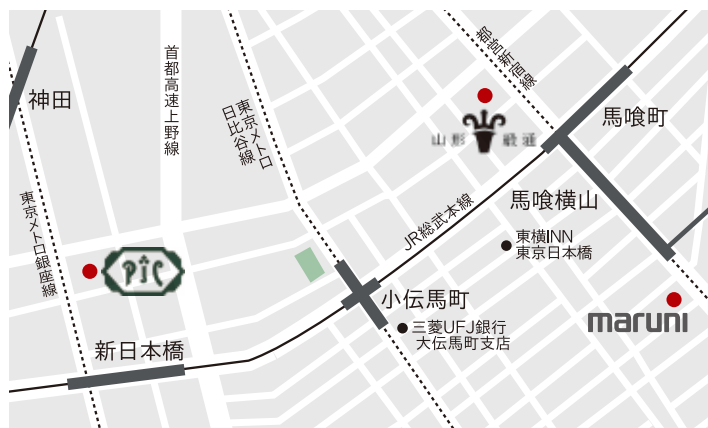 神田
首都高速上野線
東京メトロ
日比谷線
都営新宿線
馬喰町
山形 緞通
馬喰横山
JR総武本線
東横INN
東京日本橋
東京メトロ銀座線
PIC
小伝馬町
三菱UFJ銀行
大伝馬町支店
maruni
新日本橋